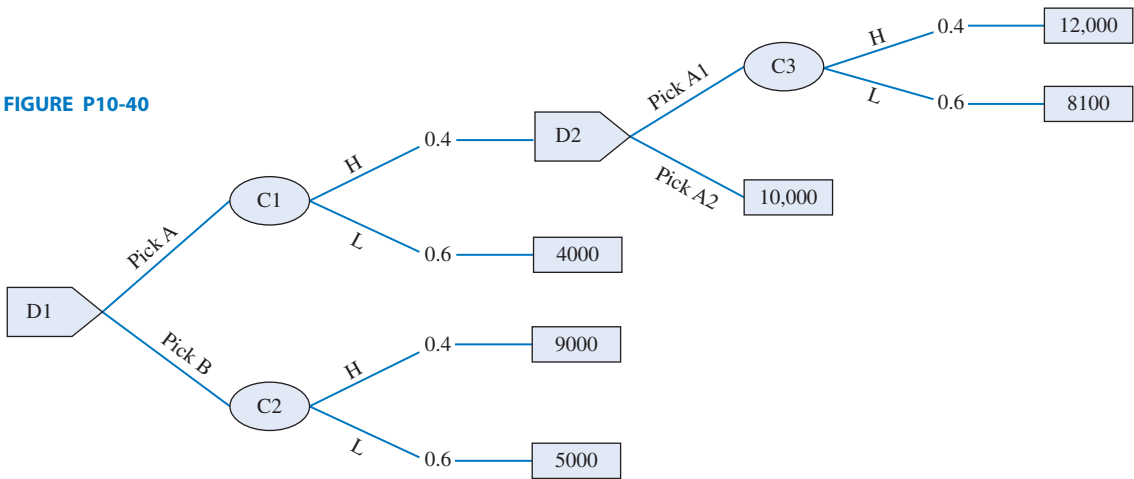 FIGURE P10-40
D1
Pick A
Pick B
C1
H
0.4
L
0.6
4000
C2
H
0.4
9000
L
0.6
5000
D2
Pick A1
Pick A2
10,000
C3
H
0.4
12,000
L
0.6
8100